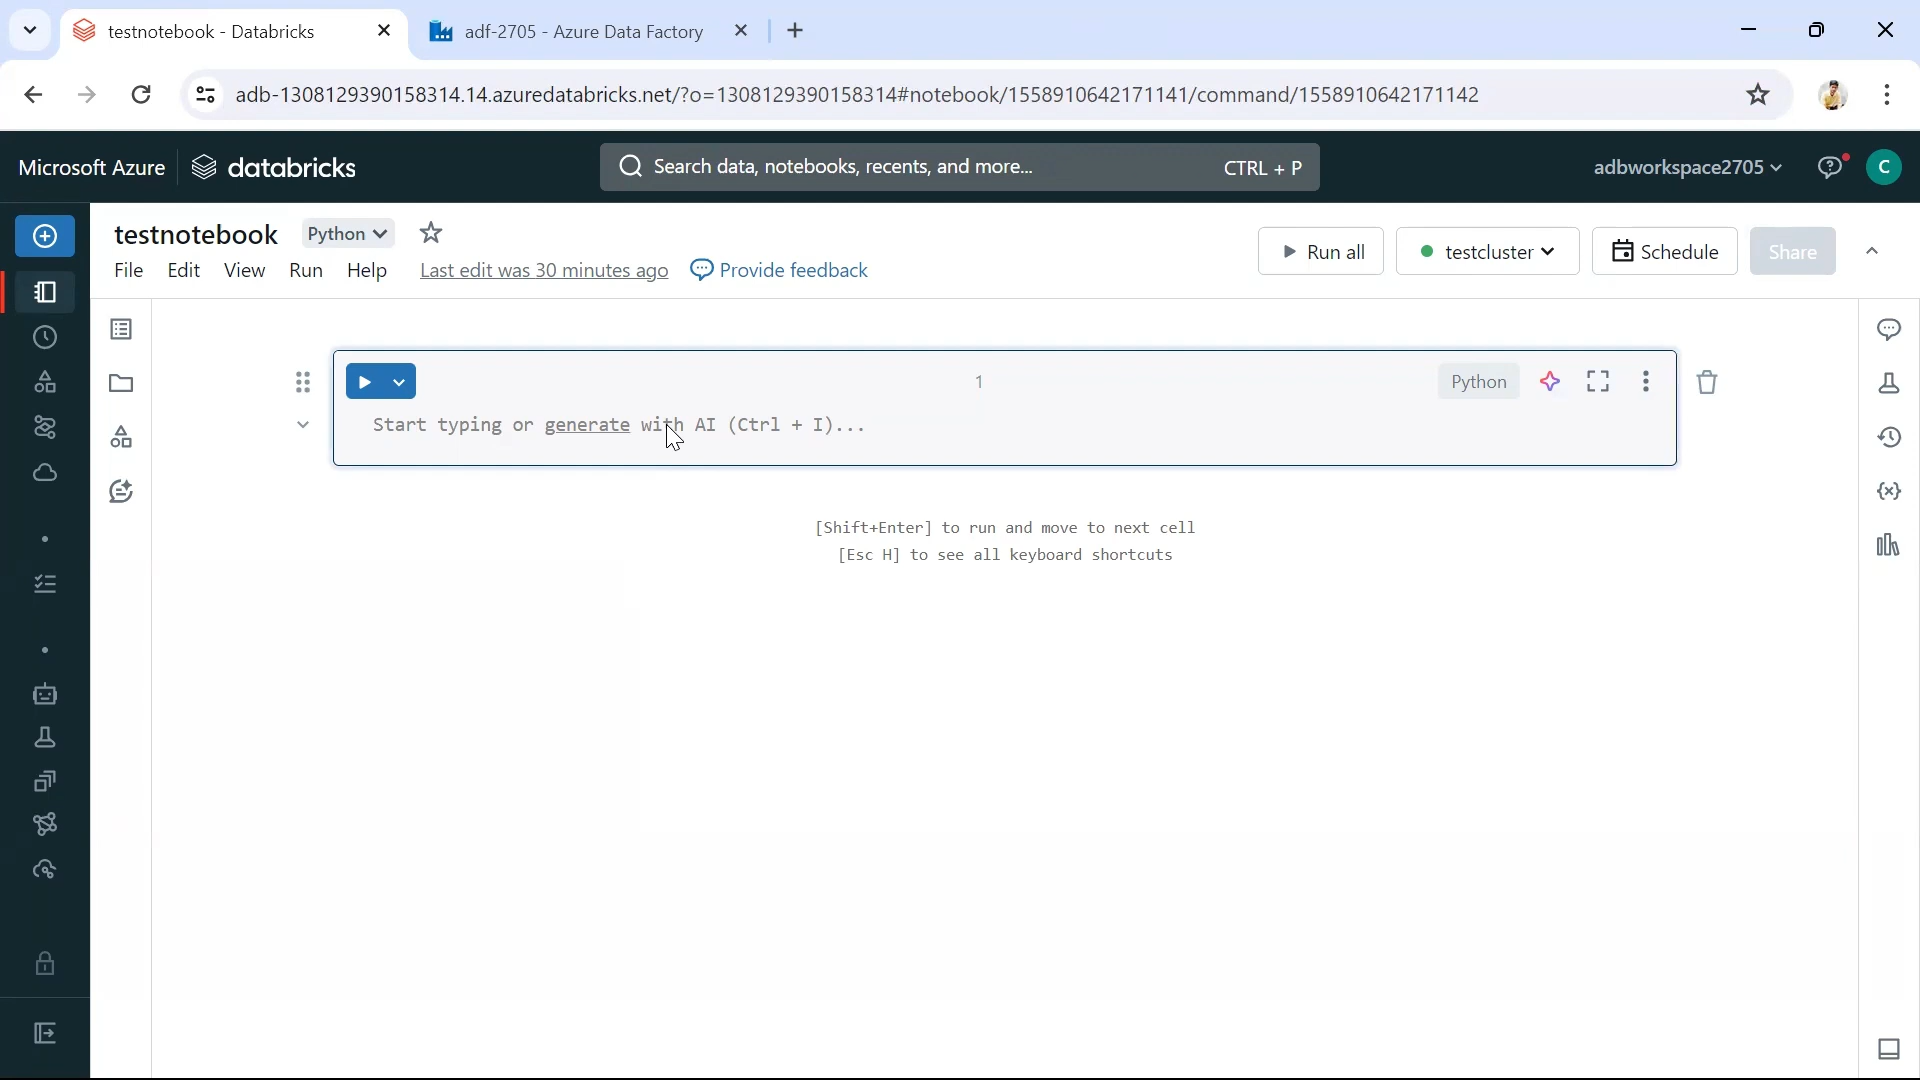 testnotebook - Databricks
adf-2705 - Azure Data Factory
adb-1308129390158314.14.azuredatabricks.net/?o=1308129390158314#notebook/1558910642171141/command/1558910642171142
Microsoft Azure databricks
Search data, notebooks, recents, and more... CTRL + P
adbworkspace2705
C
testnotebook Python
File Edit View Run Help Last edit was 30 minutes ago Provide feedback
Run all testcluster Schedule Share
1 Python
Start typing or generate with AI (Ctrl + I)...
[Shift+Enter] to run and move to next cell
[Esc H] to see all keyboard shortcuts